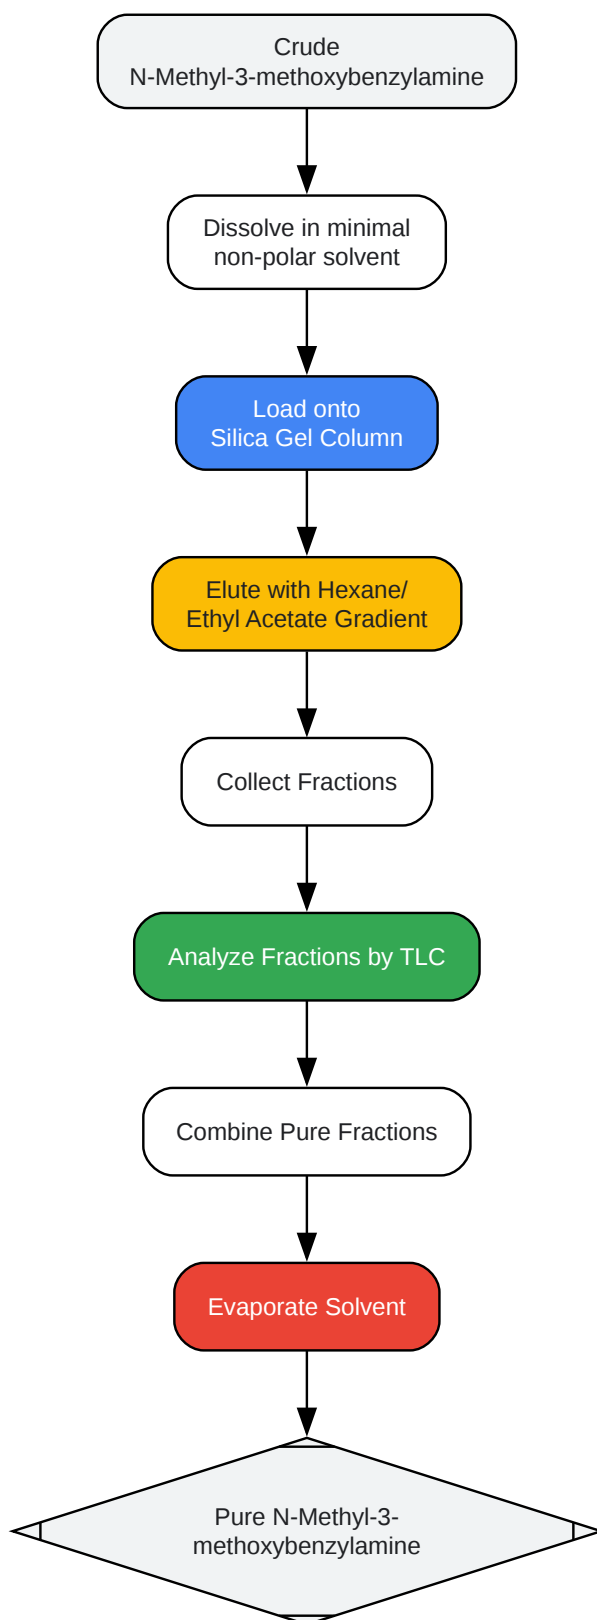 Crude
N-Methyl-3-methoxybenzylamine
Dissolve in minimal
non-polar solvent
Load onto
Silica Gel Column
Elute with Hexane/
Ethyl Acetate Gradient
Collect Fractions
Analyze Fractions by TLC
Combine Pure Fractions
Evaporate Solvent
Pure N-Methyl-3-
methoxybenzylamine